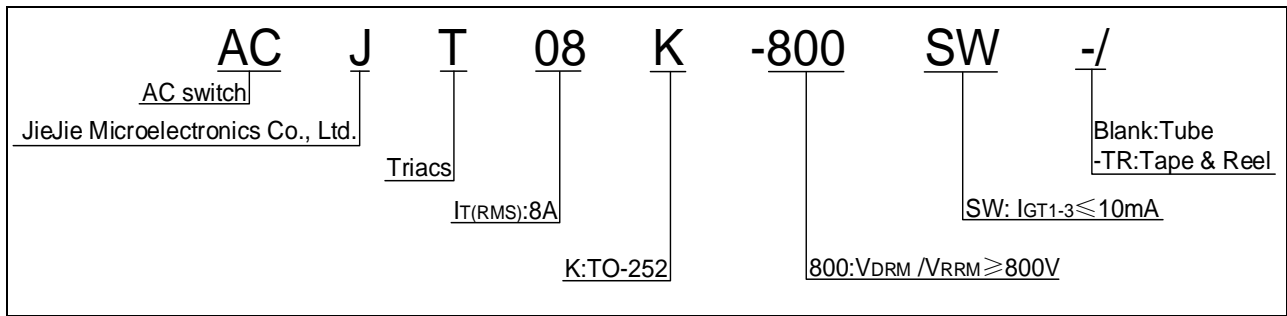 AC J T 08 K -800 SW -/
AC switch
JieJie Microelectronics Co., Ltd.
Blank:Tube
-TR:Tape & Reel
Triacs
IT(RMS):8A
SW: IGT1-3≤10mA
K:TO-252
800:VDRM /VRRM≥800V